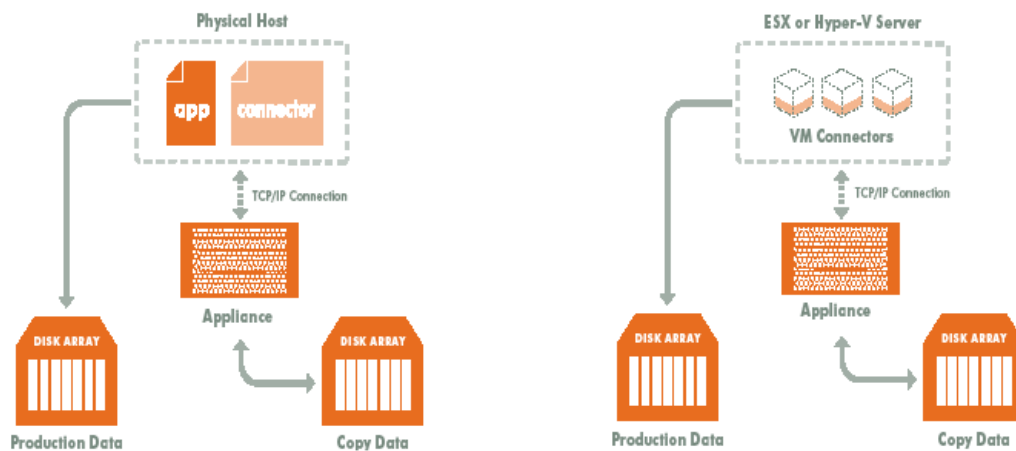 Physical Host
app
connector
TCP/IP Connection
Appliance
DISK ARRAY
DISK ARRAY
Production Data
Copy Data
ESX or Hyper-V Server
VM Connectors
TCP/IP Connection
Appliance
DISK ARRAY
DISK ARRAY
Production Data
Copy Data